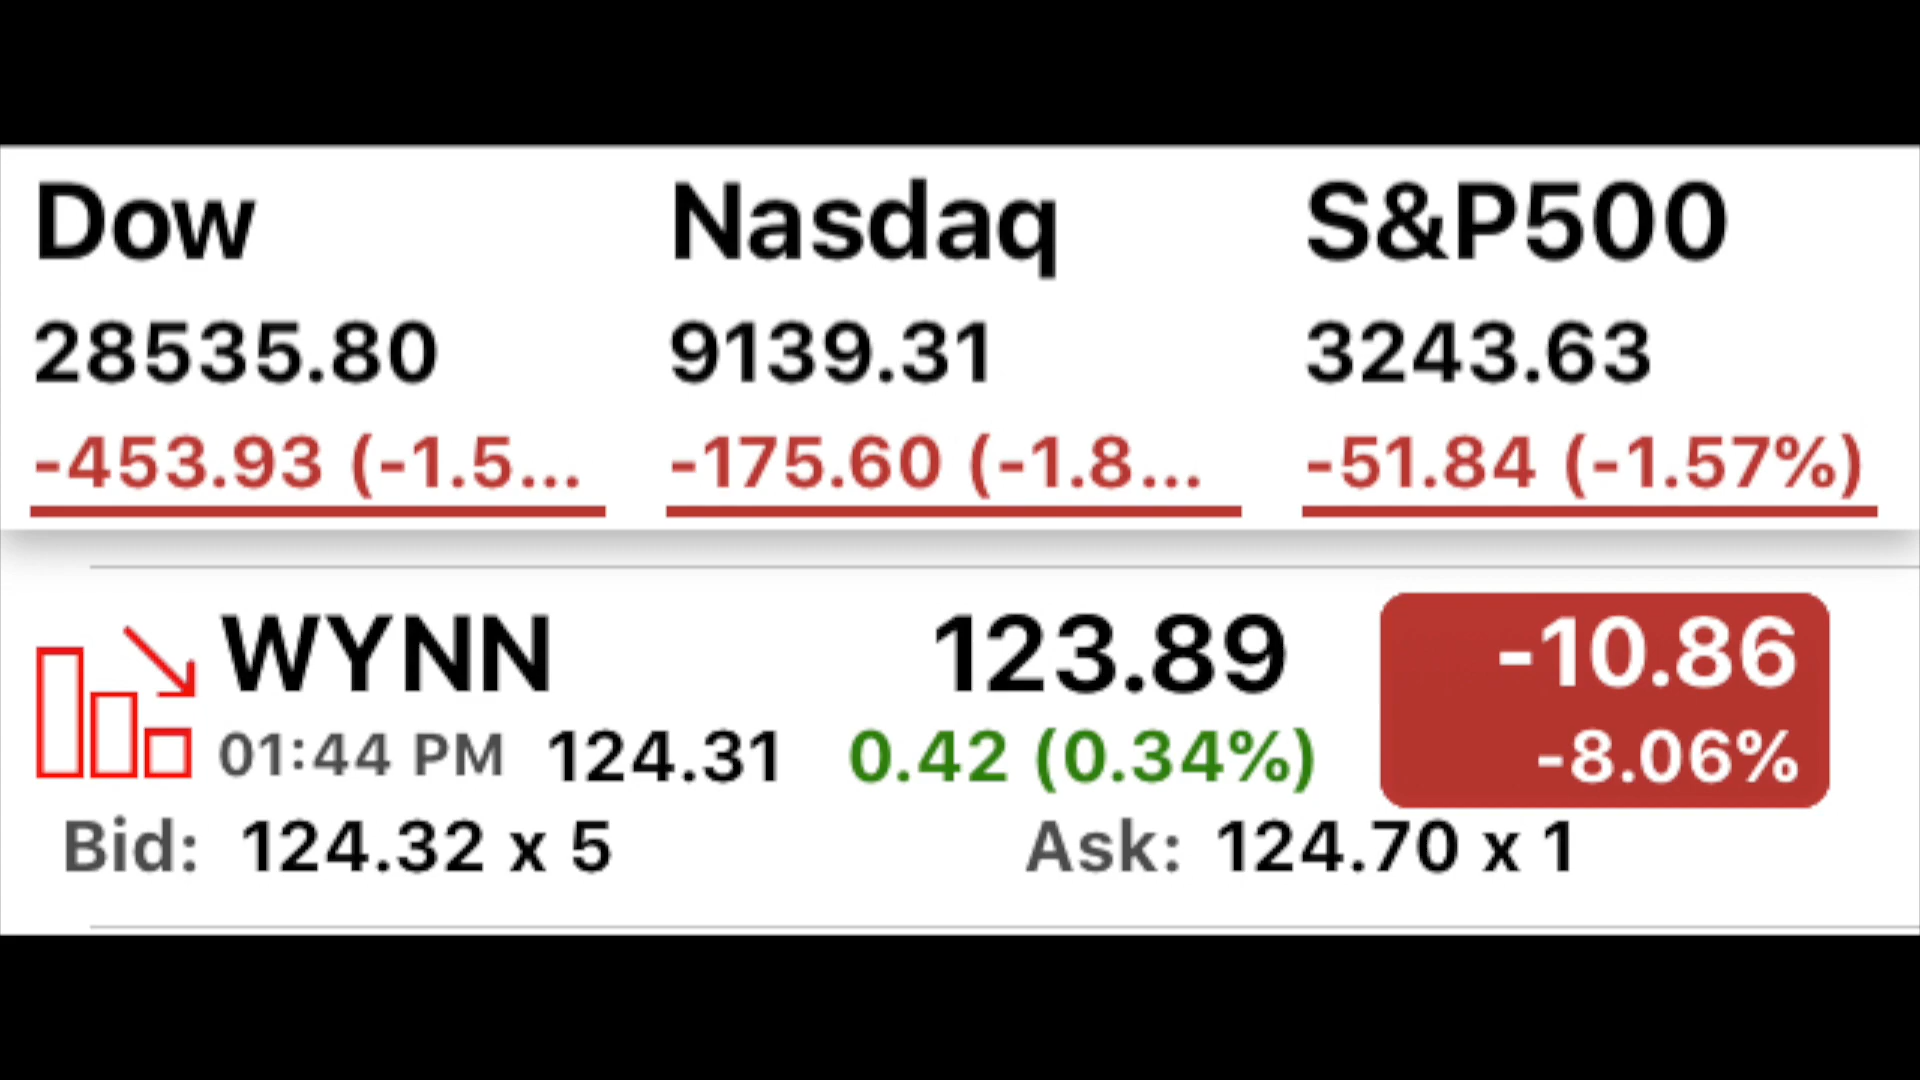 Dow Nasdaq S&P500
28535.80 9139.31 3243.63
-453.93 (-1.5... -175.60 (-1.8... -51.84 (-1.57%)
WYNN 123.89 -10.86
01:44 PM 124.31 0.42 (0.34%) -8.06%
Bid: 124.32 x 5 Ask: 124.70 x 1